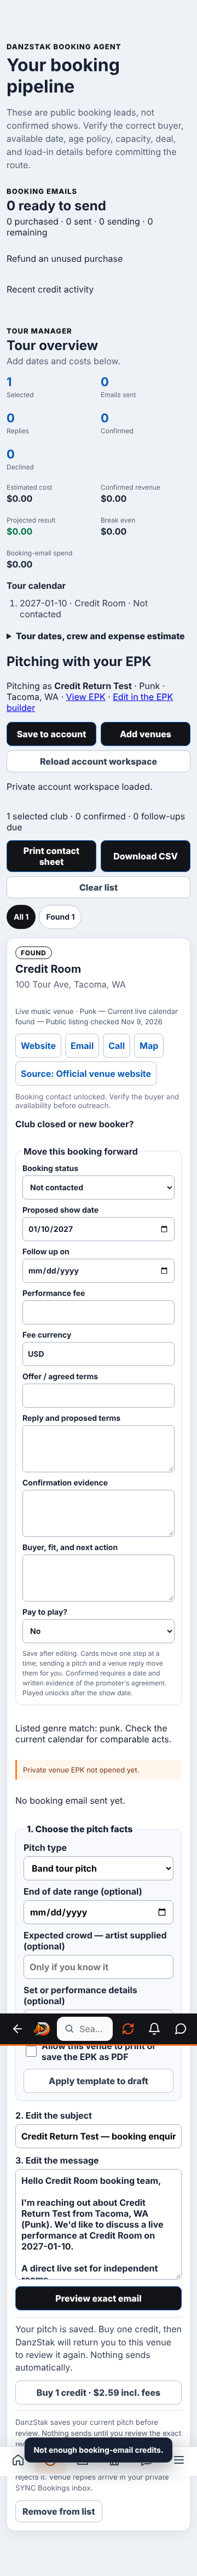 DANZSTAK BOOKING AGENT
Your booking
pipeline
These are public booking leads, not
confirmed shows. Verify the correct buyer,
available date, age policy, capacity, deal,
and load-in details before committing the
route.
BOOKING EMAILS
0 ready to send
0 purchased · 0 sent · 0 sending · 0
remaining
Refund an unused purchase
Recent credit activity
TOUR MANAGER
Tour overview
Add dates and costs below.
1
Selected
0
Emails sent
0
Replies
0
Confirmed
0
Declined
Estimated cost
$0.00
Confirmed revenue
$0.00
Projected result
$0.00
Break even
$0.00
Booking-email spend
$0.00
Tour calendar
1. 2027-01-10 · Credit Room · Not
contacted
Tour dates, crew and expense estimate
Pitching with your EPK
Pitching as Credit Return Test · Punk ·
Tacoma, WA · View EPK · Edit in the EPK
builder
Save to account
Add venues
Reload account workspace
Private account workspace loaded.
1 selected club · 0 confirmed · 0 follow-ups
due
Print contact
sheet
Download CSV
Clear list
All 1
Found 1
FOUND
Credit Room
100 Tour Ave, Tacoma, WA
Live music venue · Punk — Current live calendar
found — Public listing checked Nov 9, 2026
Website
Email
Call
Map
Source: Official venue website
Booking contact unlocked. Verify the buyer and
availability before outreach.
Club closed or new booker?
Move this booking forward
Booking status
Not contacted
Proposed show date
01/10/2027
Follow up on
mm/dd/yyyy
Performance fee
Fee currency
USD
Offer / agreed terms
Reply and proposed terms
Confirmation evidence
Buyer, fit, and next action
Pay to play?
No
Save after editing. Cards move one step at a
time; sending a pitch and a venue reply move
them for you. Confirmed requires a date and
written evidence of the promoter's agreement.
Played unlocks after the show date.
Listed genre match: punk. Check the
current calendar for comparable acts.
Private venue EPK not opened yet.
No booking email sent yet.
1. Choose the pitch facts
Pitch type
Band tour pitch
End of date range (optional)
mm/dd/yyyy
Expected crowd — artist supplied
(optional)
Only if you know it
Set or performance details
(optional)
Sea...
Allow this venue to print or
save the EPK as PDF
Apply template to draft
2. Edit the subject
Credit Return Test — booking enquir
3. Edit the message
Hello Credit Room booking team,
I'm reaching out about Credit
Return Test from Tacoma, WA
(Punk). We'd like to discuss a live
performance at Credit Room on
2027-01-10.
A direct live set for independent
rooms
Preview exact email
Your pitch is saved. Buy one credit, then
DanzStak will return you to this venue
to review it again. Nothing sends
automatically.
Buy 1 credit · $2.59 incl. fees
DanzStak saves your current pitch before
review. Nothing sends until you review the exact
Not enough booking-email credits.
rejects it. Venue replies arrive in your private
SYNC Bookings inbox.
Remove from list